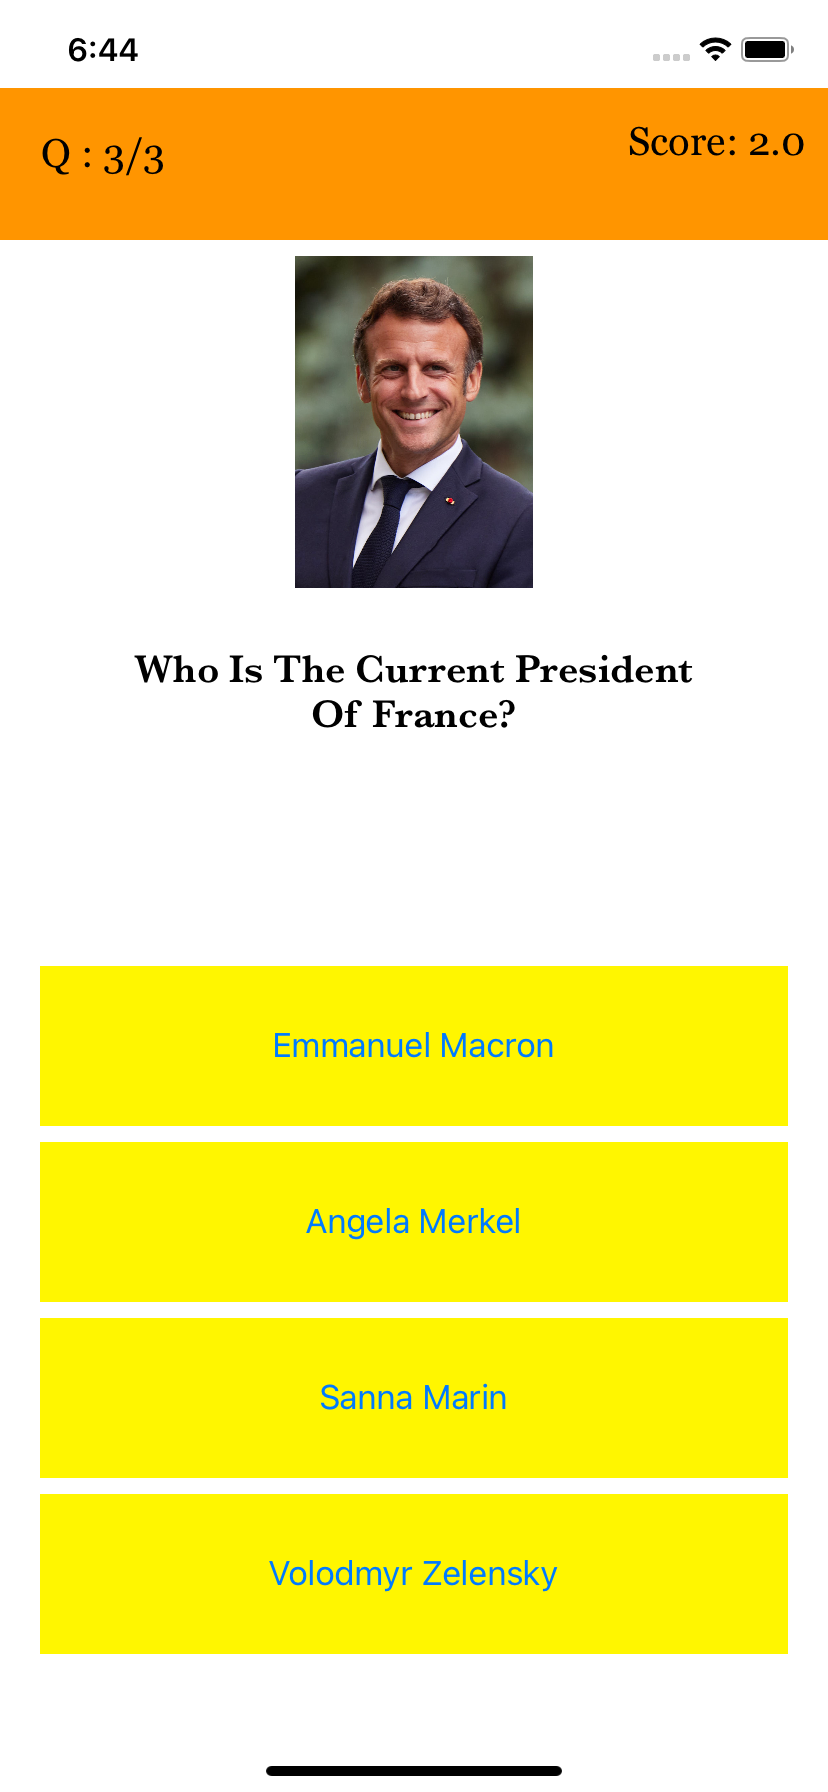 6:44
Q : 3/3
Score: 2.0
Who Is The Current President
Of France?
Emmanuel Macron
Angela Merkel
Sanna Marin
Volodmyr Zelensky